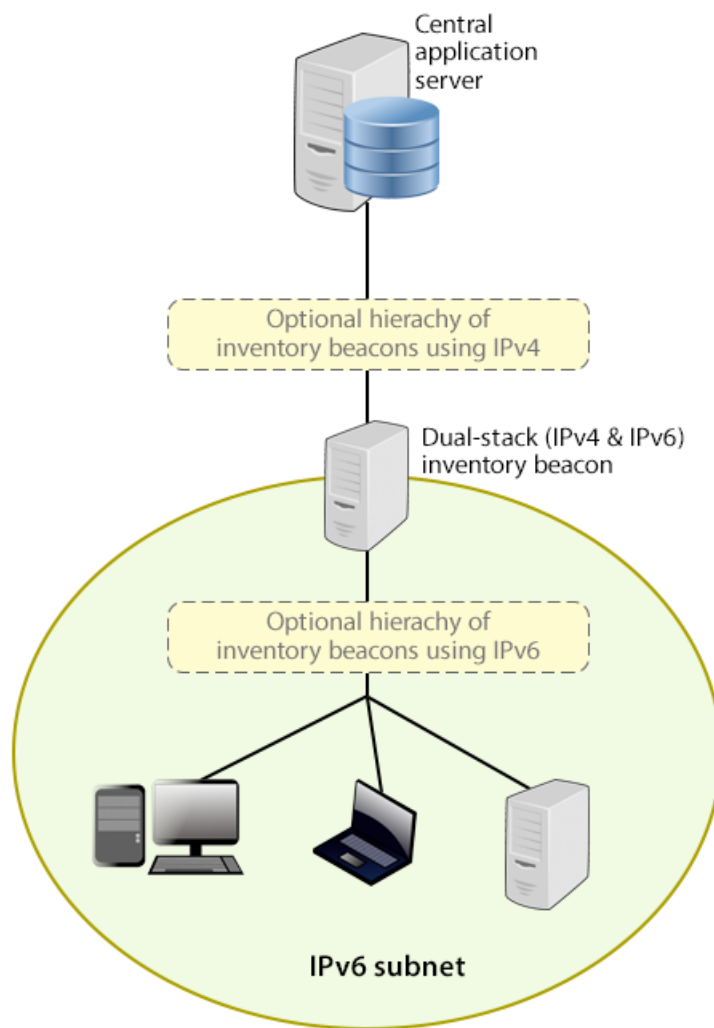 Central
application
server
Optional hierachy of
inventory beacons using IPv4
Dual-stack (IPv4 & IPv6)
inventory beacon
Optional hierachy of
inventory beacons using IPv6
IPv6 subnet